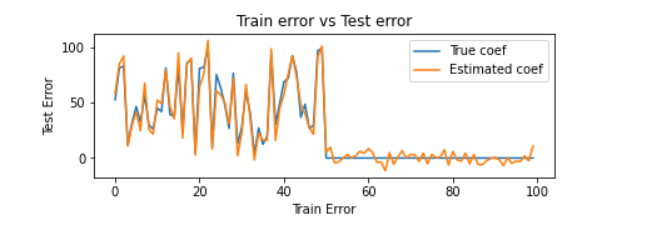 Train error vs Test error
100
50
0
Test Error
True coef
Estimated coef
0 20 40 60 80 100
Train Error